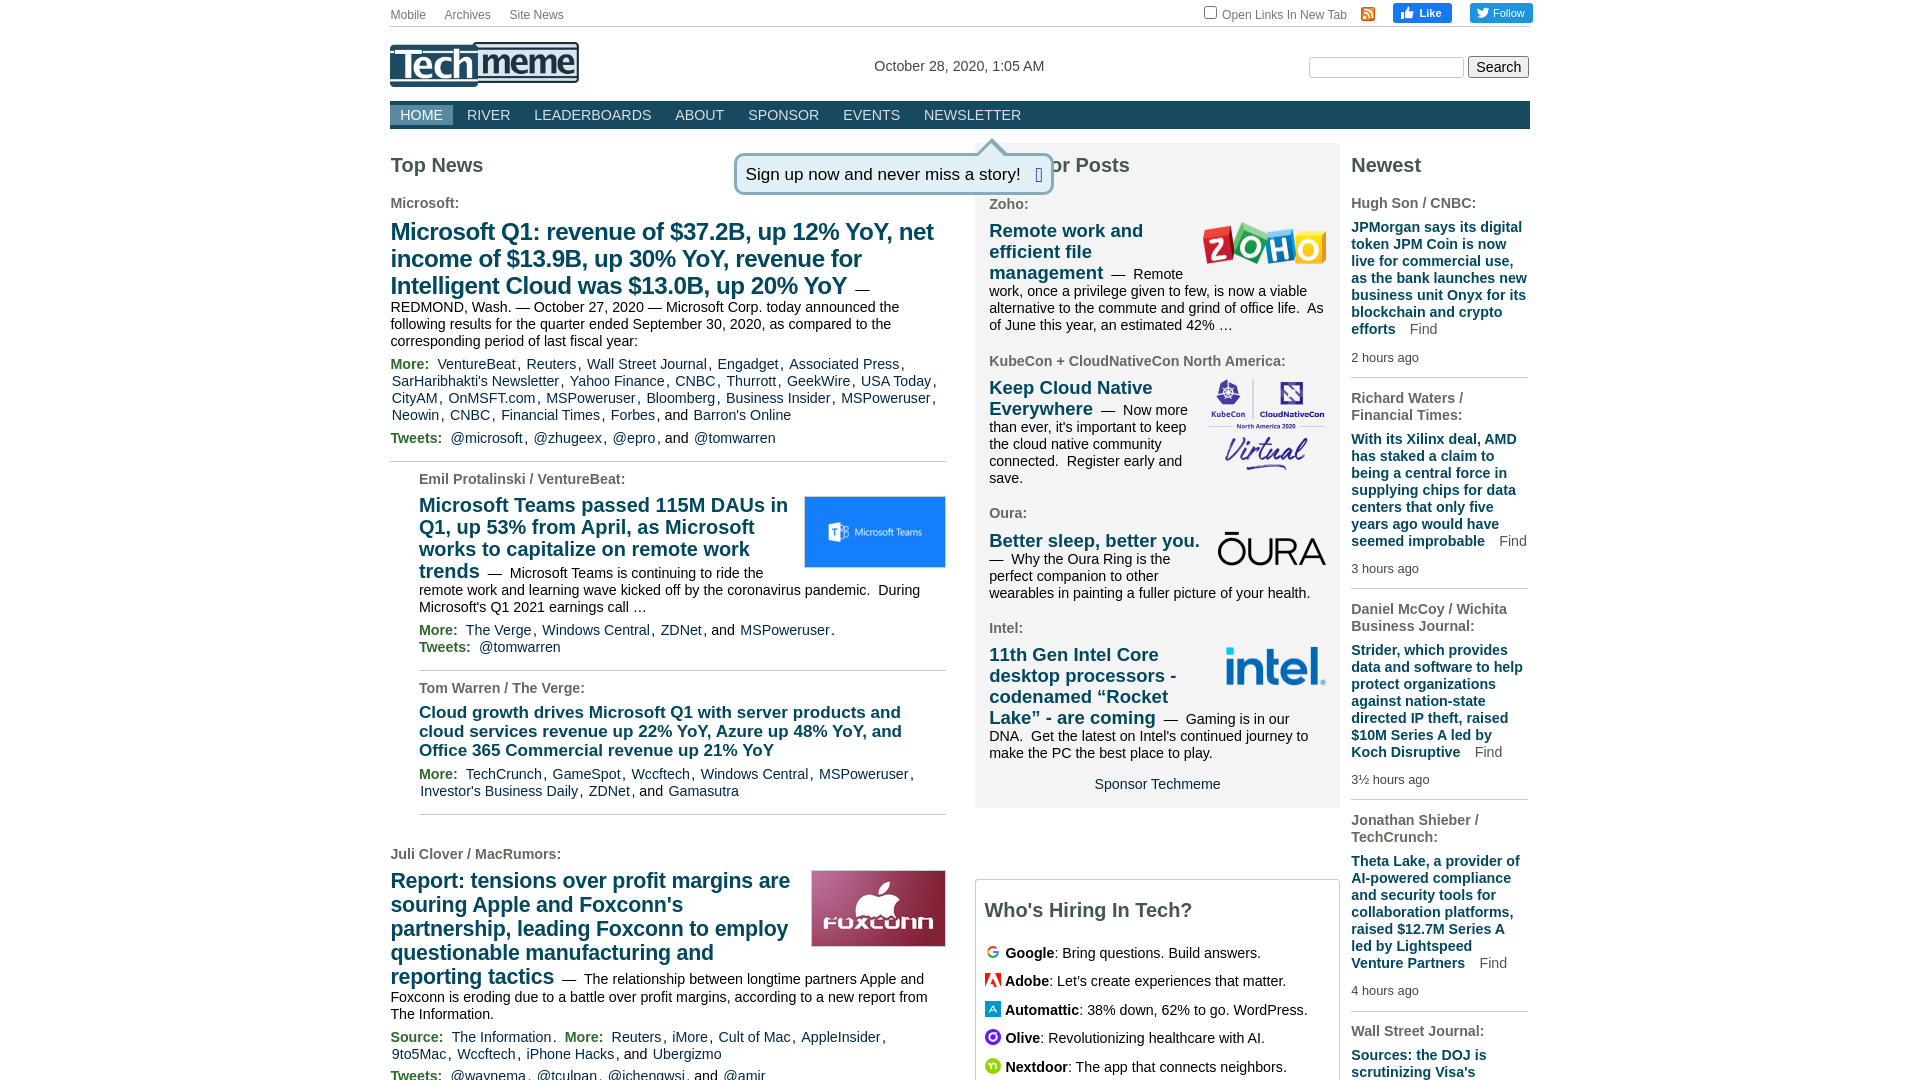 Mobile Archives Site News
Open Links In New Tab
Like
Follow
Techmeme
October 28, 2020, 1:05 AM
Search
HOME RIVER LEADERBOARDS ABOUT SPONSOR EVENTS NEWSLETTER
Sign up now and never miss a story!
Top News
Microsoft:
Microsoft Q1: revenue of $37.2B, up 12% YoY, net
income of $13.9B, up 30% YoY, revenue for
Intelligent Cloud was $13.0B, up 20% YoY —
REDMOND, Wash. — October 27, 2020 — Microsoft Corp. today announced the
following results for the quarter ended September 30, 2020, as compared to the
corresponding period of last fiscal year:
More: VentureBeat, Reuters, Wall Street Journal, Engadget, Associated Press,
SarHaribhakti's Newsletter, Yahoo Finance, CNBC, Thurrott, GeekWire, USA Today,
CityAM, OnMSFT.com, MSPoweruser, Bloomberg, Business Insider, MSPoweruser,
Neowin, CNBC, Financial Times, Forbes, and Barron's Online
Tweets: @microsoft, @zhugeex, @epro, and @tomwarren
Emil Protalinski / VentureBeat:
Microsoft Teams passed 115M DAUs in
Q1, up 53% from April, as Microsoft
works to capitalize on remote work
trends — Microsoft Teams is continuing to ride the
remote work and learning wave kicked off by the coronavirus pandemic. During
Microsoft's Q1 2021 earnings call …
Microsoft Teams
More: The Verge, Windows Central, ZDNet, and MSPoweruser.
Tweets: @tomwarren
Tom Warren / The Verge:
Cloud growth drives Microsoft Q1 with server products and
cloud services revenue up 22% YoY, Azure up 48% YoY, and
Office 365 Commercial revenue up 21% YoY
More: TechCrunch, GameSpot, Wccftech, Windows Central, MSPoweruser,
Investor's Business Daily, ZDNet, and Gamasutra
Juli Clover / MacRumors:
Report: tensions over profit margins are
souring Apple and Foxconn's
partnership, leading Foxconn to employ
questionable manufacturing and
reporting tactics — The relationship between longtime partners Apple and
Foxconn is eroding due to a battle over profit margins, according to a new report from
The Information.
FOXCONN
Source: The Information. More: Reuters, iMore, Cult of Mac, AppleInsider,
9to5Mac, Wccftech, iPhone Hacks, and Ubergizmo
Tweets: @waynema, @tculpan, @jchengwsj, and @amir
or Posts
Zoho:
Remote work and
efficient file
management — Remote
work, once a privilege given to few, is now a viable
alternative to the commute and grind of office life. As
of June this year, an estimated 42% …
ZOHO
KubeCon + CloudNativeCon North America:
Keep Cloud Native
Everywhere — Now more
than ever, it's important to keep
the cloud native community
connected. Register early and
save.
KubeCon CloudNativeCon
North America 2020
Virtual
Oura:
Better sleep, better you.
— Why the Oura Ring is the
perfect companion to other
wearables in painting a fuller picture of your health.
ŌURA
Intel:
11th Gen Intel Core
desktop processors -
codenamed “Rocket
Lake” - are coming — Gaming is in our
DNA. Get the latest on Intel's continued journey to
make the PC the best place to play.
intel.
Sponsor Techmeme
Who's Hiring In Tech?
Google: Bring questions. Build answers.
Adobe: Let’s create experiences that matter.
Automattic: 38% down, 62% to go. WordPress.
Olive: Revolutionizing healthcare with AI.
Nextdoor: The app that connects neighbors.
Newest
Hugh Son / CNBC:
JPMorgan says its digital
token JPM Coin is now
live for commercial use,
as the bank launches new
business unit Onyx for its
blockchain and crypto
efforts Find
2 hours ago
Richard Waters /
Financial Times:
With its Xilinx deal, AMD
has staked a claim to
being a central force in
supplying chips for data
centers that only five
years ago would have
seemed improbable Find
3 hours ago
Daniel McCoy / Wichita
Business Journal:
Strider, which provides
data and software to help
protect organizations
against nation-state
directed IP theft, raised
$10M Series A led by
Koch Disruptive Find
3½ hours ago
Jonathan Shieber /
TechCrunch:
Theta Lake, a provider of
AI-powered compliance
and security tools for
collaboration platforms,
raised $12.7M Series A
led by Lightspeed
Venture Partners Find
4 hours ago
Wall Street Journal:
Sources: the DOJ is
scrutinizing Visa's